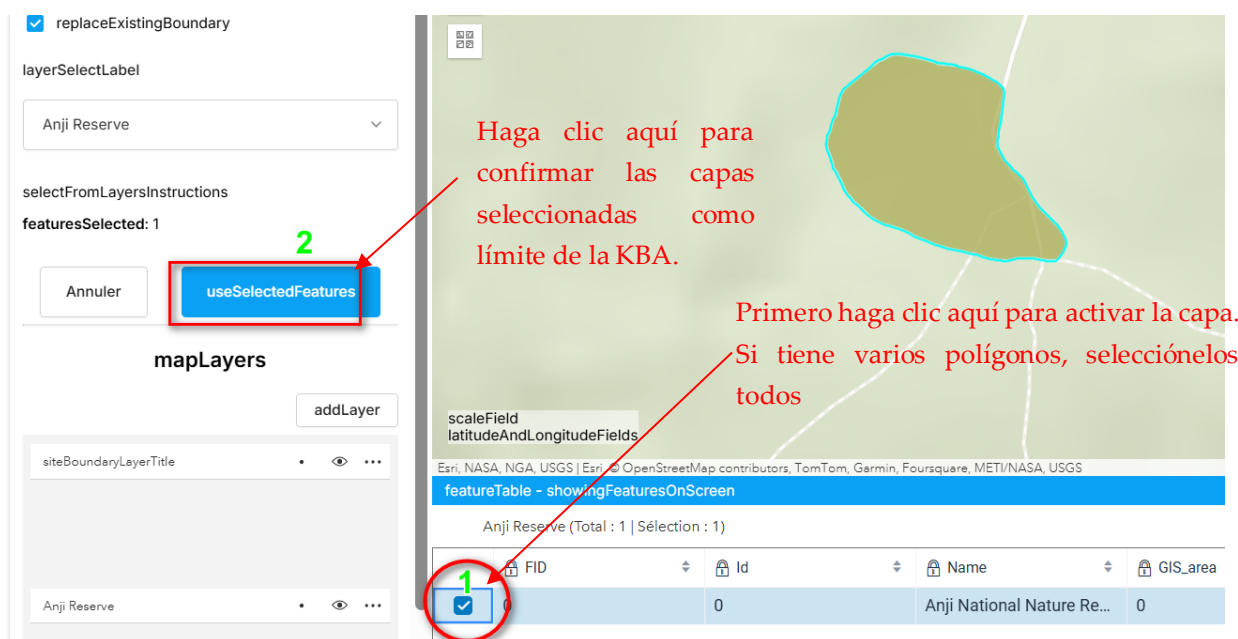 replaceExistingBoundary
layerSelectLabel
Anji Reserve
selectFromLayersInstructions
featuresSelected: 1
2
Annuler
useSelectedFeatures
mapLayers
addLayer
siteBoundaryLayerTitle
Anji Reserve
Haga clic aquí para
confirmar las capas
seleccionadas como
límite de la KBA.
Primero haga clic aquí para activar la capa.
Si tiene varios polígonos, selecciónelos
todos
scaleField
latitudeAndLongitudeFields
Esri, NASA, NGA, USGS | Esri, © OpenStreetMap contributors, TomTom, Garmin, Foursquare, METI/NASA, USGS
featureTable - showingFeaturesOnScreen
Anji Reserve (Total : 1 | Sélection : 1)
FID Id Name GIS_area
1
0 0 Anji National Nature Re... 0